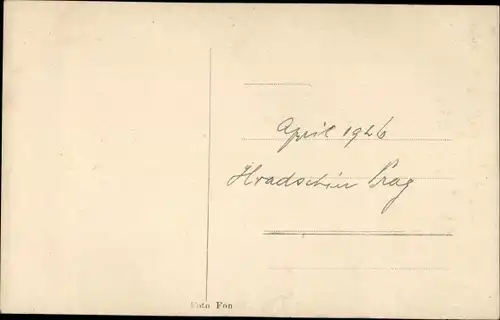 April 1926
Hradschin Prag
Foto Fon